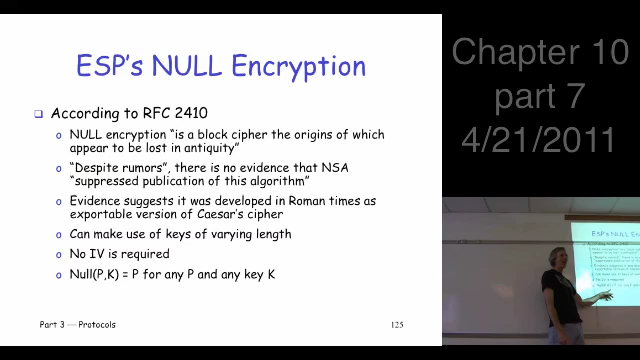 ESP's NULL Encryption
❑ According to RFC 2410
o NULL encryption "is a block cipher the origins of which
appear to be lost in antiquity"
o "Despite rumors", there is no evidence that NSA
"suppressed publication of this algorithm"
o Evidence suggests it was developed in Roman times as
exportable version of Caesar's cipher
o Can make use of keys of varying length
o No IV is required
o Null(P,K) = P for any P and any key K
Part 3 — Protocols
125
Chapter 10
part 7
4/21/2011
ESP's NULL Encryption